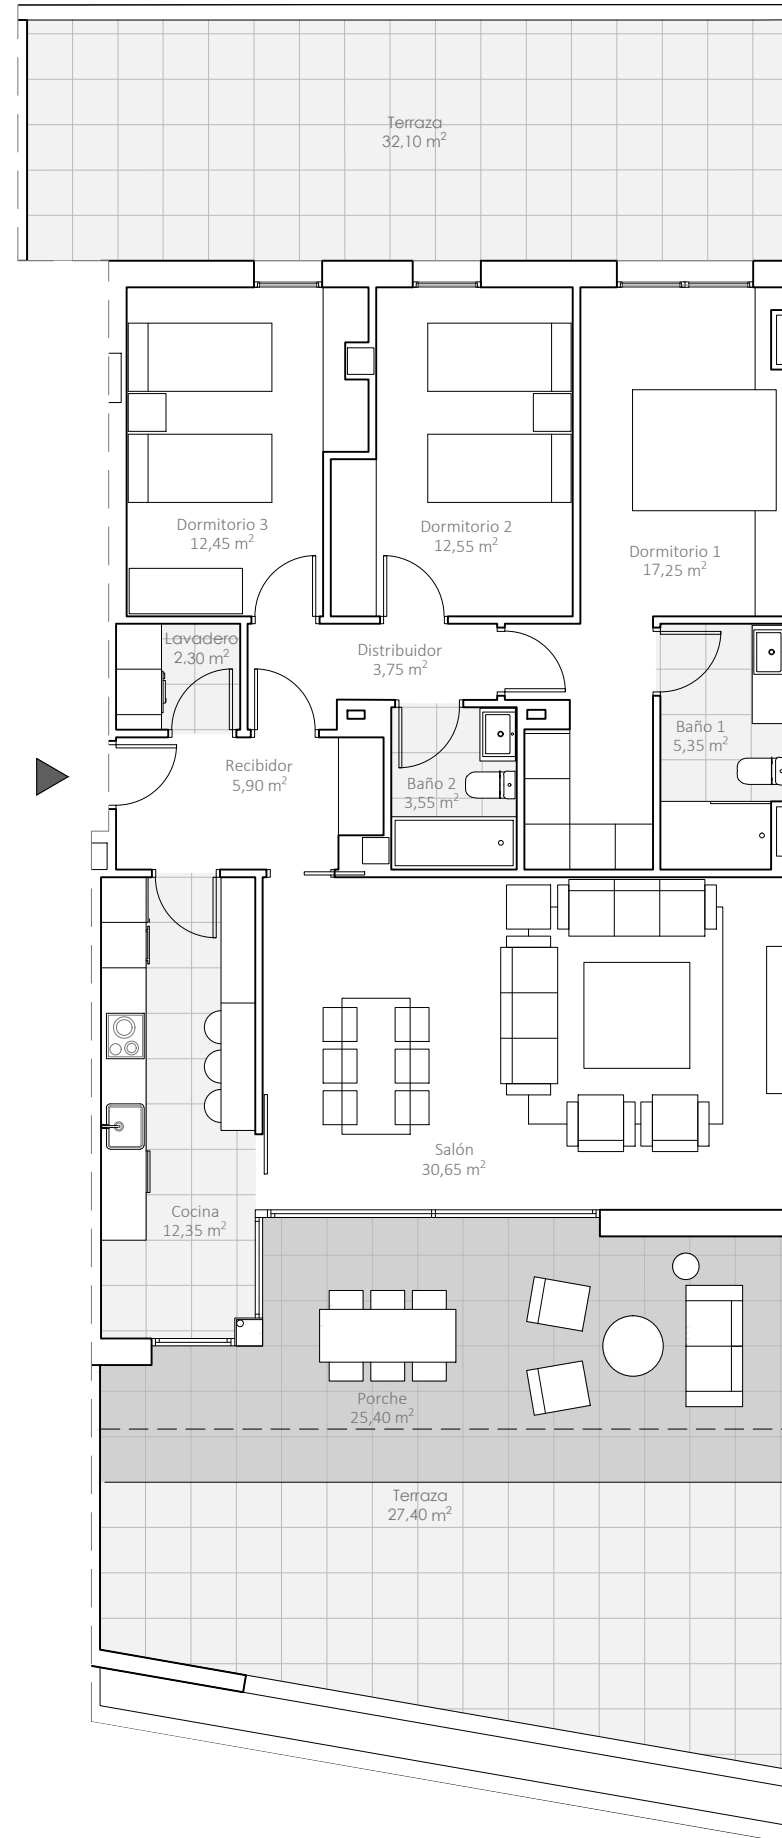 Terraza
32,10 m²
Dormitorio 3
12,45 m²
Dormitorio 2
12,55 m²
Dormitorio 1
17,25 m²
Lavadero
2,30 m²
Distribuidor
3,75 m²
Baño 1
5,35 m²
Recibidor
5,90 m²
Baño 2
3,55 m²
Salón
30,65 m²
Cocina
12,35 m²
Porche
25,40 m²
Terraza
27,40 m²